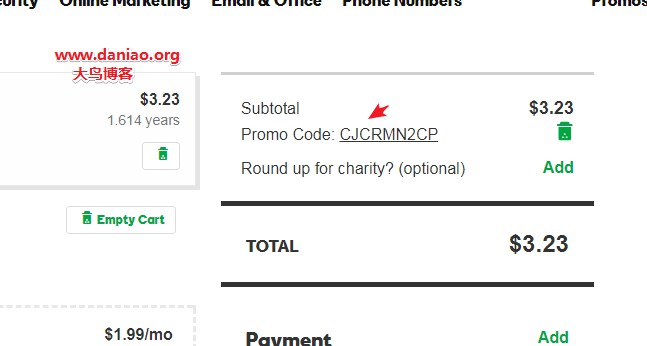 Online Marketing Email & Office Phone Numbers Promos
www.daniao.org
大鸟博客
$3.23
1.614 years
Empty Cart
$1.99/mo
Subtotal $3.23
Promo Code: CJCRMN2CP
Round up for charity? (optional) Add
TOTAL $3.23
Payment Add